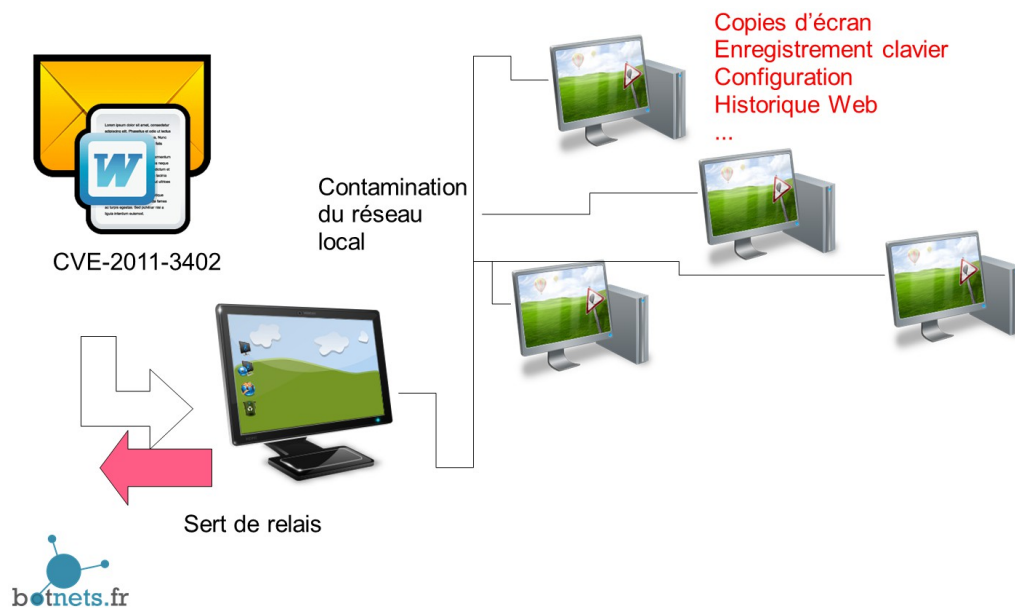 Copies d'écran
Enregistrement clavier
Configuration
Historique Web
...
W
Contamination
du réseau
local
CVE-2011-3402
Sert de relais
botnets.fr